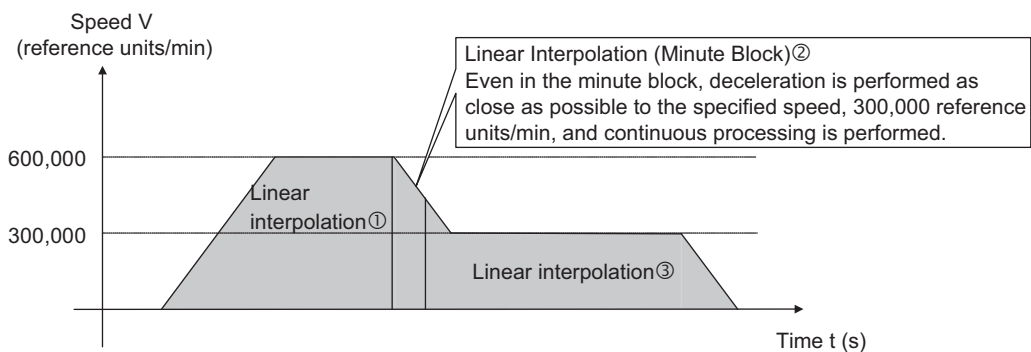 Speed V
(reference units/min)
Linear Interpolation (Minute Block)②
Even in the minute block, deceleration is performed as
close as possible to the specified speed, 300,000 reference
units/min, and continuous processing is performed.
600,000
Linear
interpolation①
300,000
Linear interpolation③
Time t (s)